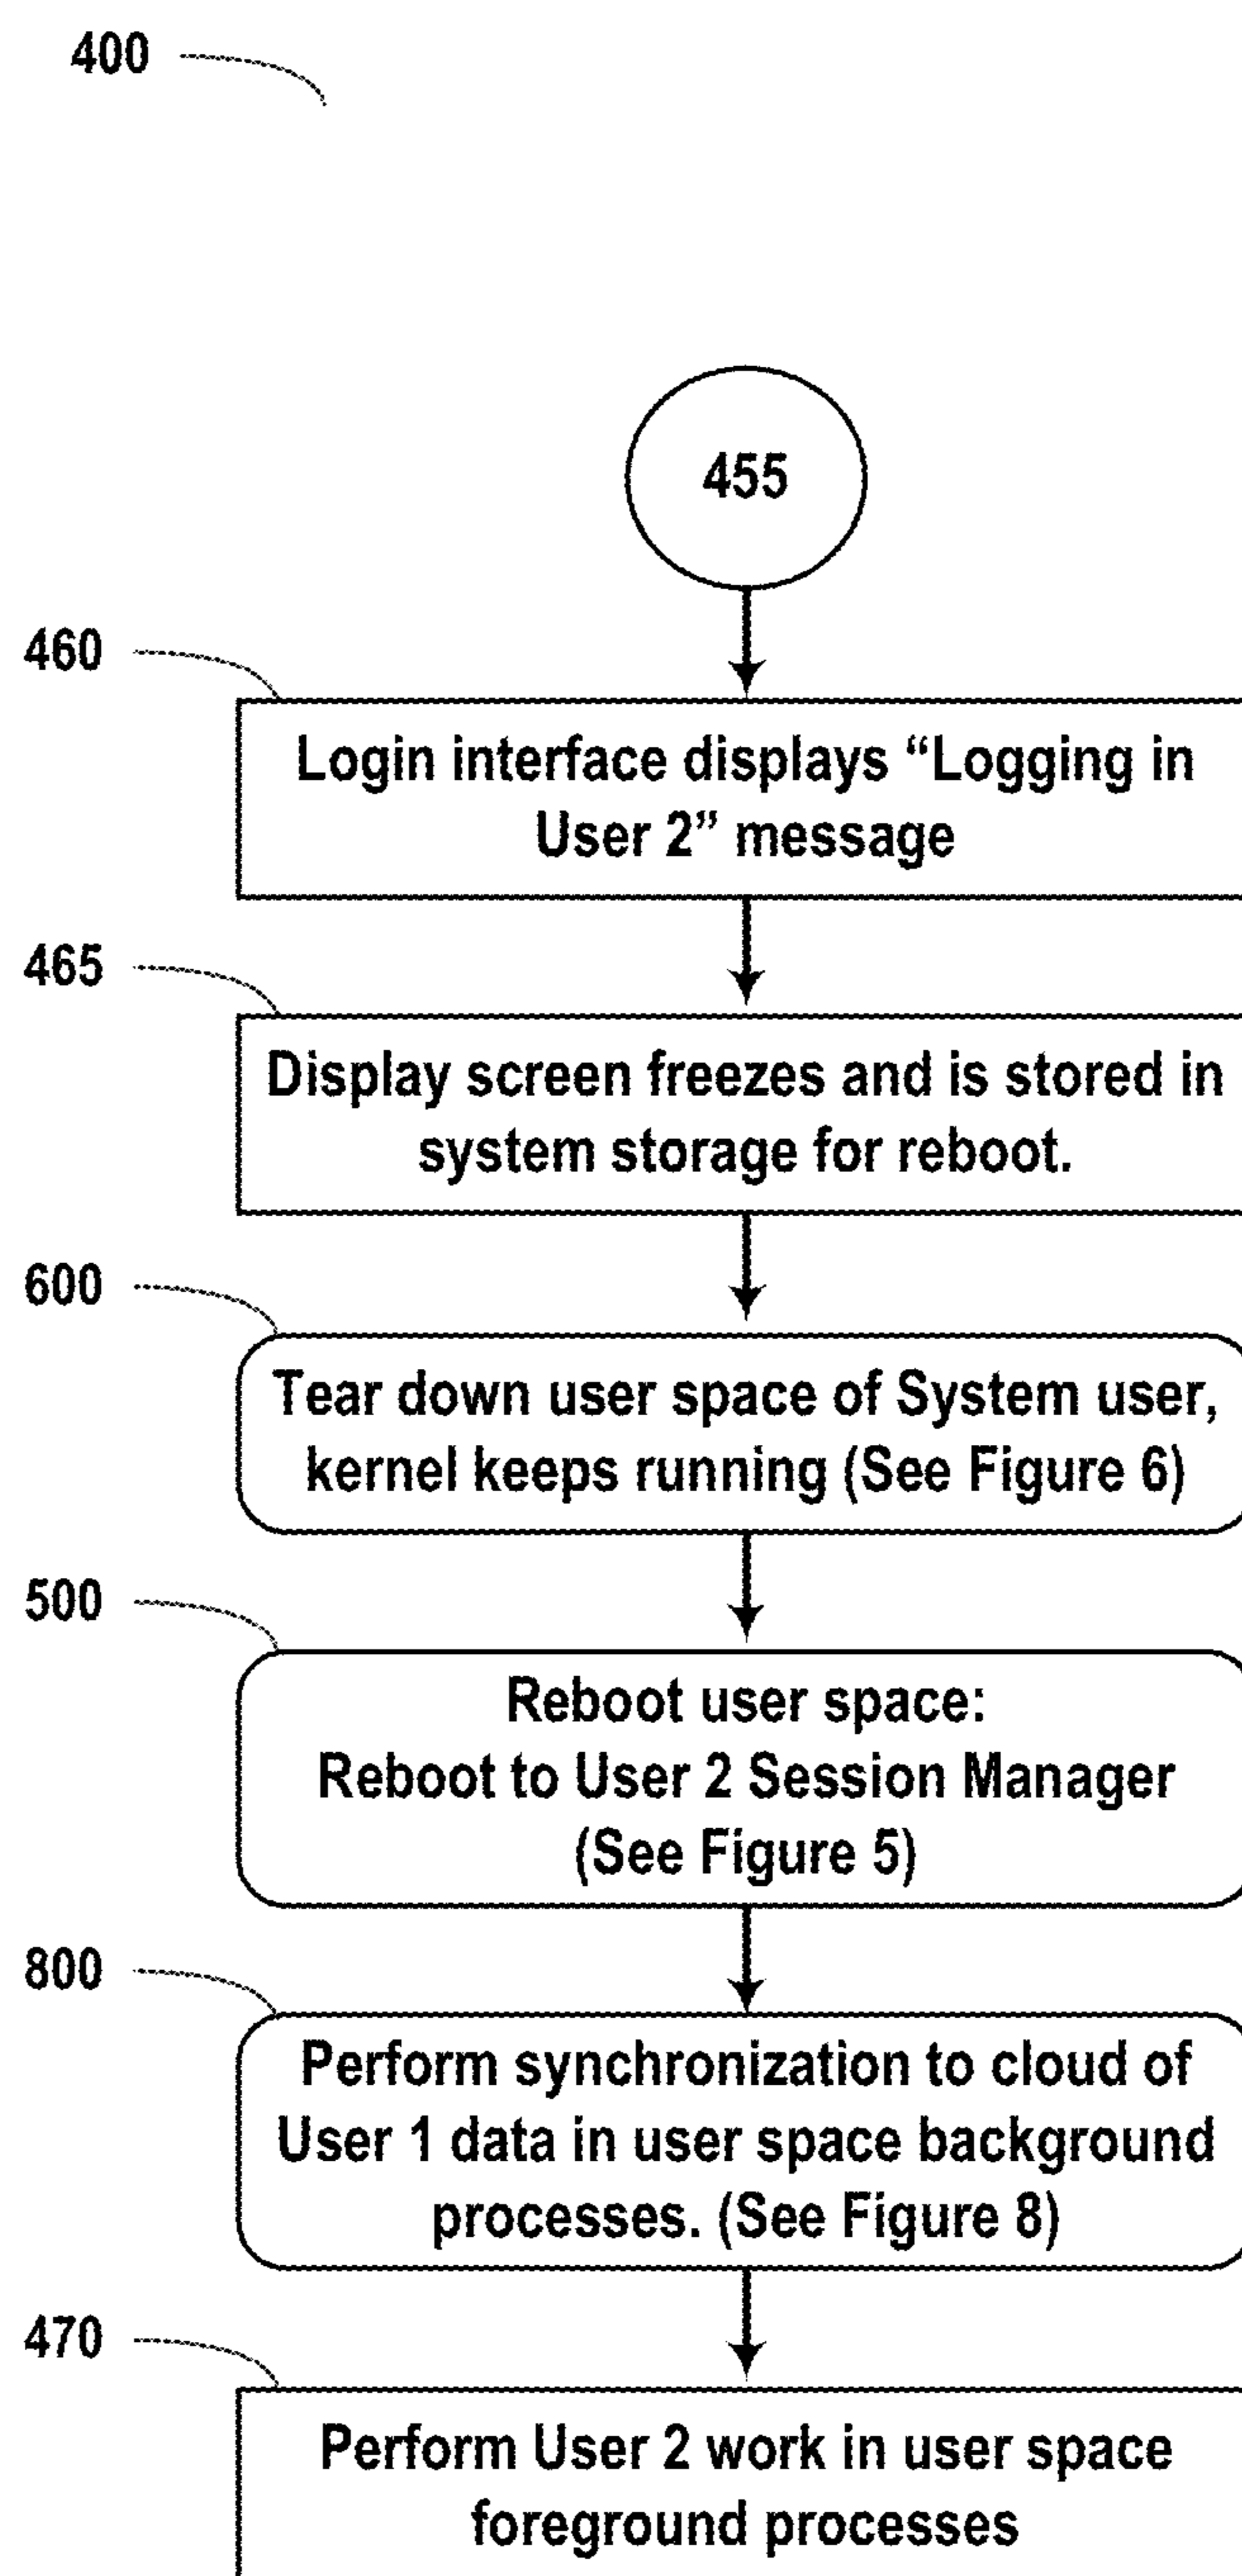 400
455
460
Login interface displays “Logging in
User 2” message
465
Display screen freezes and is stored in
system storage for reboot.
600
Tear down user space of System user,
kernel keeps running (See Figure 6)
500
Reboot user space:
Reboot to User 2 Session Manager
(See Figure 5)
800
Perform synchronization to cloud of
User 1 data in user space background
processes. (See Figure 8)
470
Perform User 2 work in user space
foreground processes